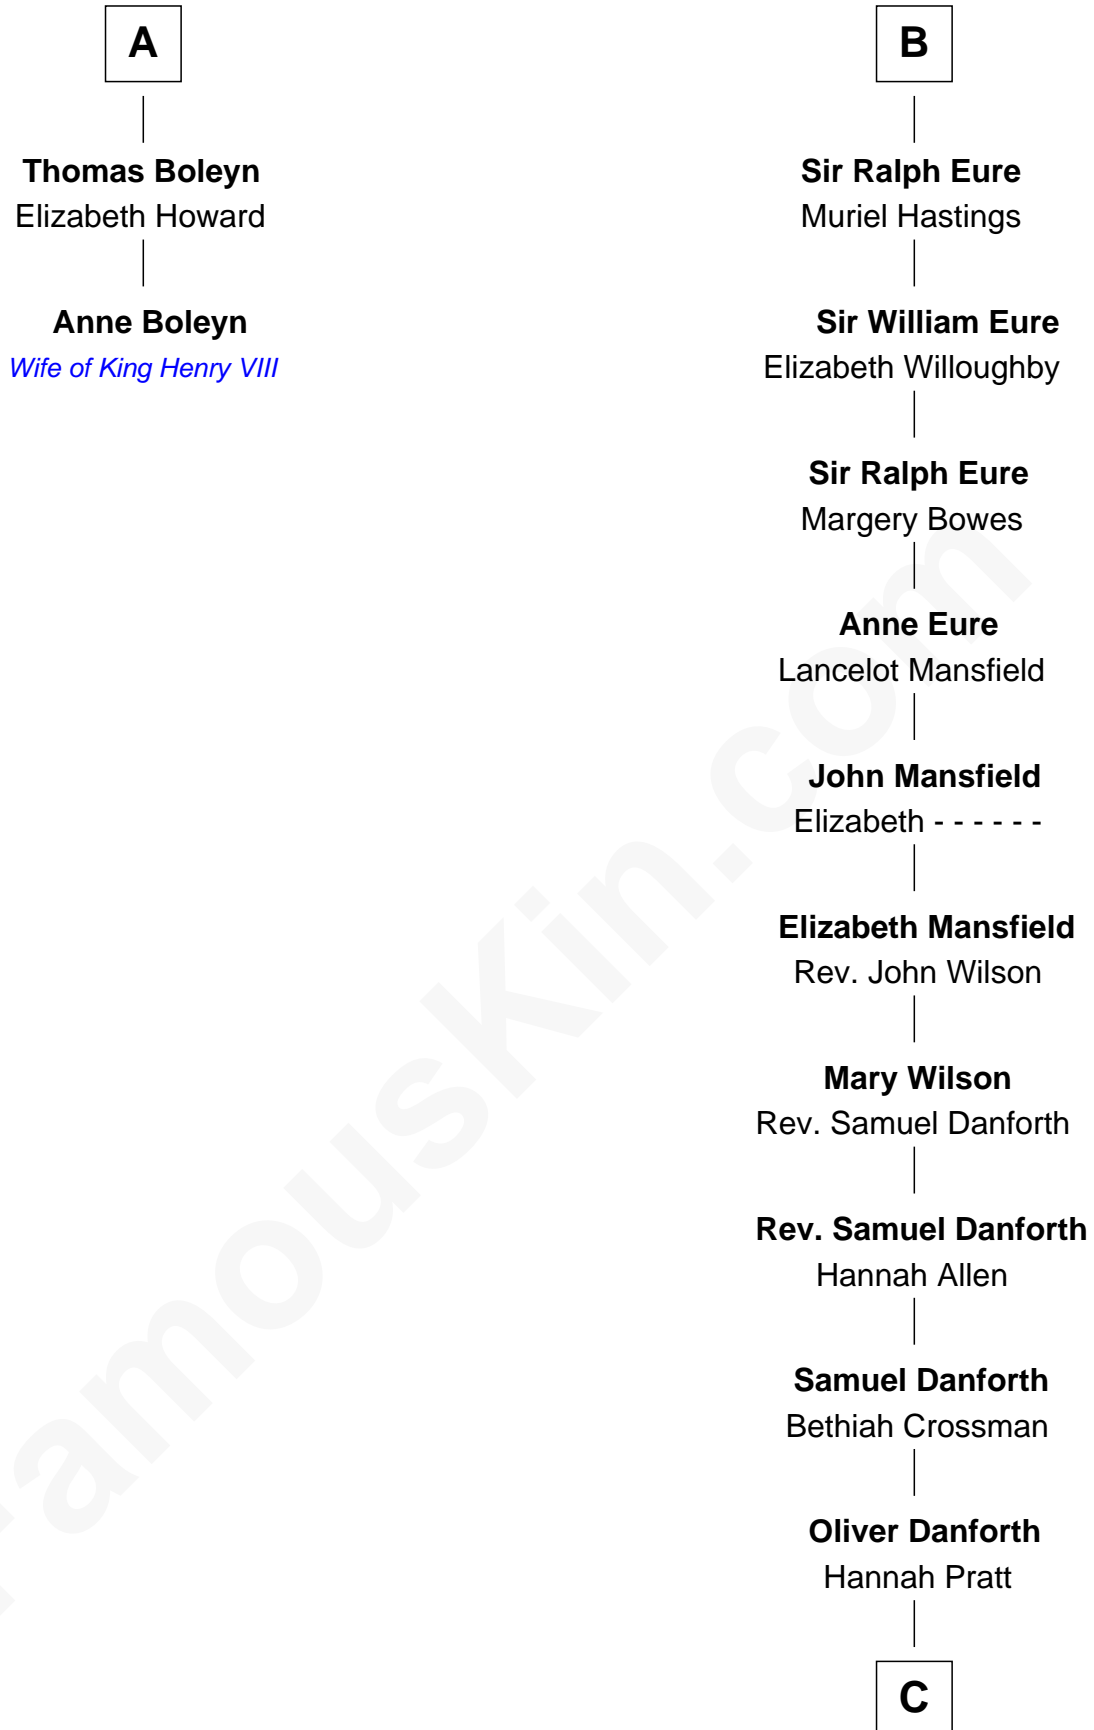 A
Thomas Boleyn
Elizabeth Howard
Anne Boleyn
Wife of King Henry VIII
B
Sir Ralph Eure
Muriel Hastings
Sir William Eure
Elizabeth Willoughby
Sir Ralph Eure
Margery Bowes
Anne Eure
Lancelot Mansfield
John Mansfield
Elizabeth - - - - - -
Elizabeth Mansfield
Rev. John Wilson
Mary Wilson
Rev. Samuel Danforth
Rev. Samuel Danforth
Hannah Allen
Samuel Danforth
Bethiah Crossman
Oliver Danforth
Hannah Pratt
C
FamousKin.com